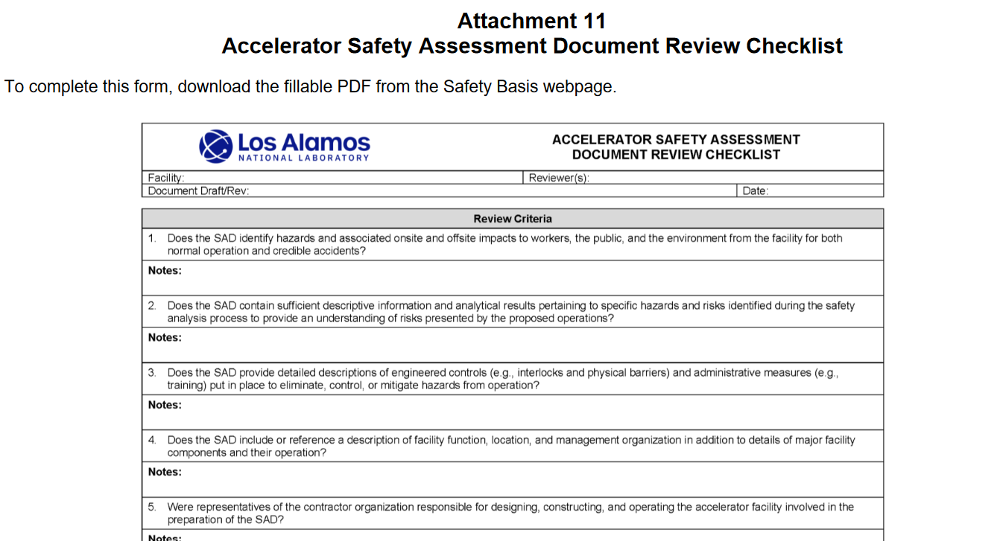 Attachment 11
Accelerator Safety Assessment Document Review Checklist
To complete this form, download the fillable PDF from the Safety Basis webpage.
Los Alamos
NATIONAL LABORATORY
ACCELERATOR SAFETY ASSESSMENT
DOCUMENT REVIEW CHECKLIST
Facility:
Reviewer(s):
Document Draft/Rev:
Date:
Review Criteria
1. Does the SAD identify hazards and associated onsite and offsite impacts to workers, the public, and the environment from the facility for both
normal operation and credible accidents?
Notes:
2. Does the SAD contain sufficient descriptive information and analytical results pertaining to specific hazards and risks identified during the safety
analysis process to provide an understanding of risks presented by the proposed operations?
Notes:
3. Does the SAD provide detailed descriptions of engineered controls (e.g., interlocks and physical barriers) and administrative measures (e.g.,
training) put in place to eliminate, control, or mitigate hazards from operation?
Notes:
4. Does the SAD include or reference a description of facility function, location, and management organization in addition to details of major facility
components and their operation?
Notes:
5. Were representatives of the contractor organization responsible for designing, constructing, and operating the accelerator facility involved in the
preparation of the SAD?
Notes: